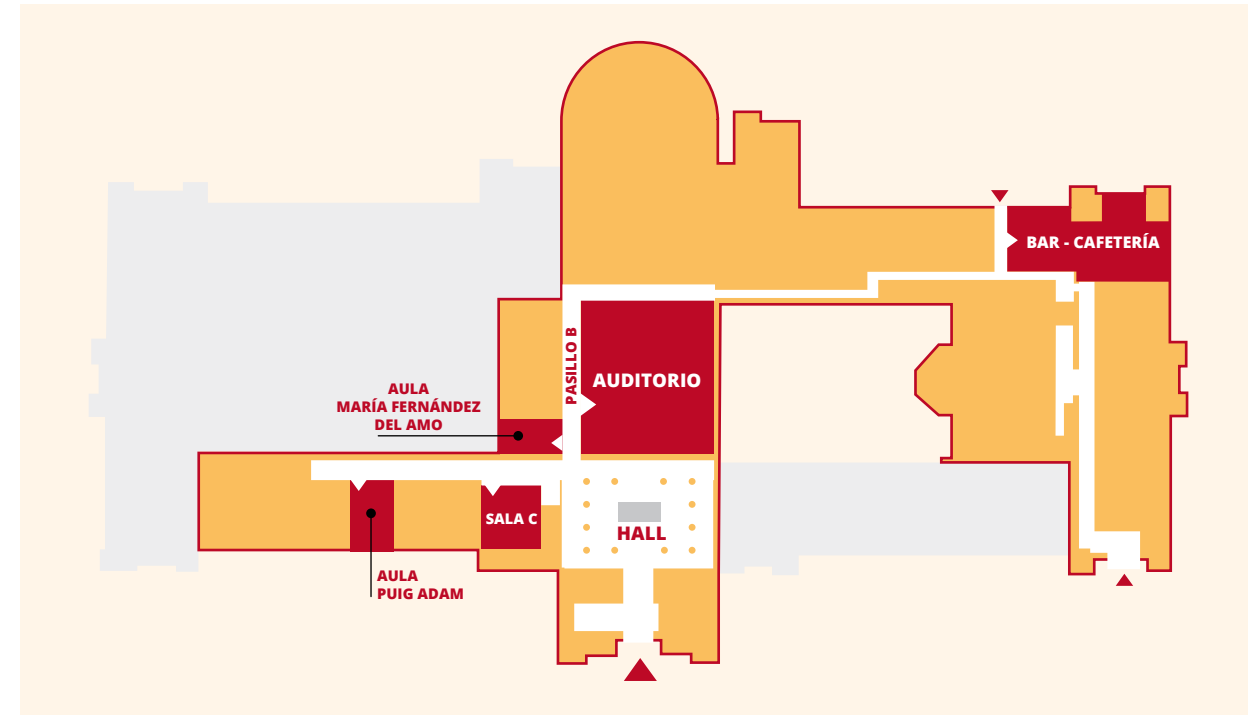 BAR - CAFETERÍA
PASILLO B
AUDITORIO
AULA
MARÍA FERNÁNDEZ
DEL AMO
SALA C
HALL
AULA
PUIG ADAM